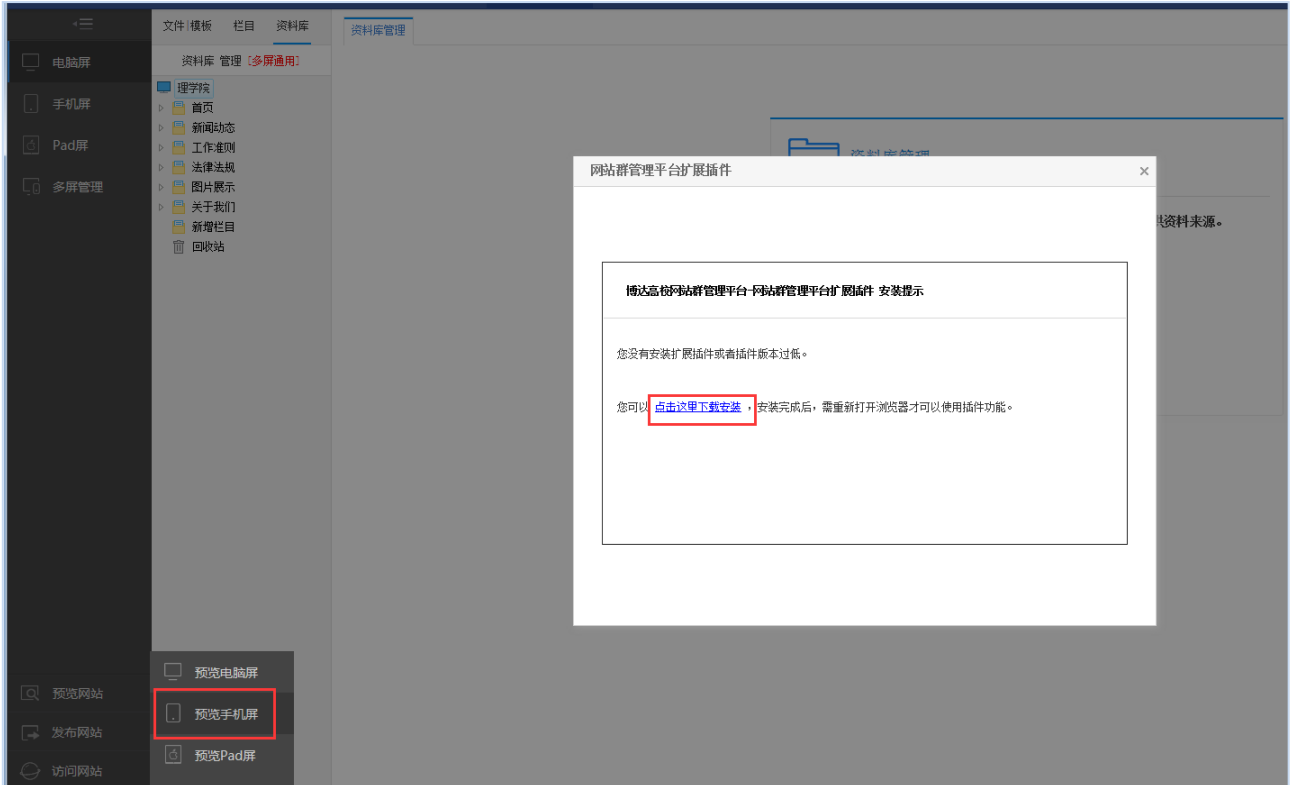 文件|模板 栏目 资料库
资料库管理
电脑屏
手机屏
Pad屏
多屏管理
资料库 管理 [多屏通用]
理学院
首页
新闻动态
工作准则
法律法规
图片展示
关于我们
新增栏目
回收站
资料库管理
资料来源。
网站群管理平台扩展插件
×
博达高校网站群管理平台-网站群管理平台扩展插件 安装提示
您没有安装扩展插件或者插件版本过低。
您可以 点击这里下载安装 ，安装完成后，需重新打开浏览器才可以使用插件功能。
预览网站
发布网站
访问网站
预览电脑屏
预览手机屏
预览Pad屏